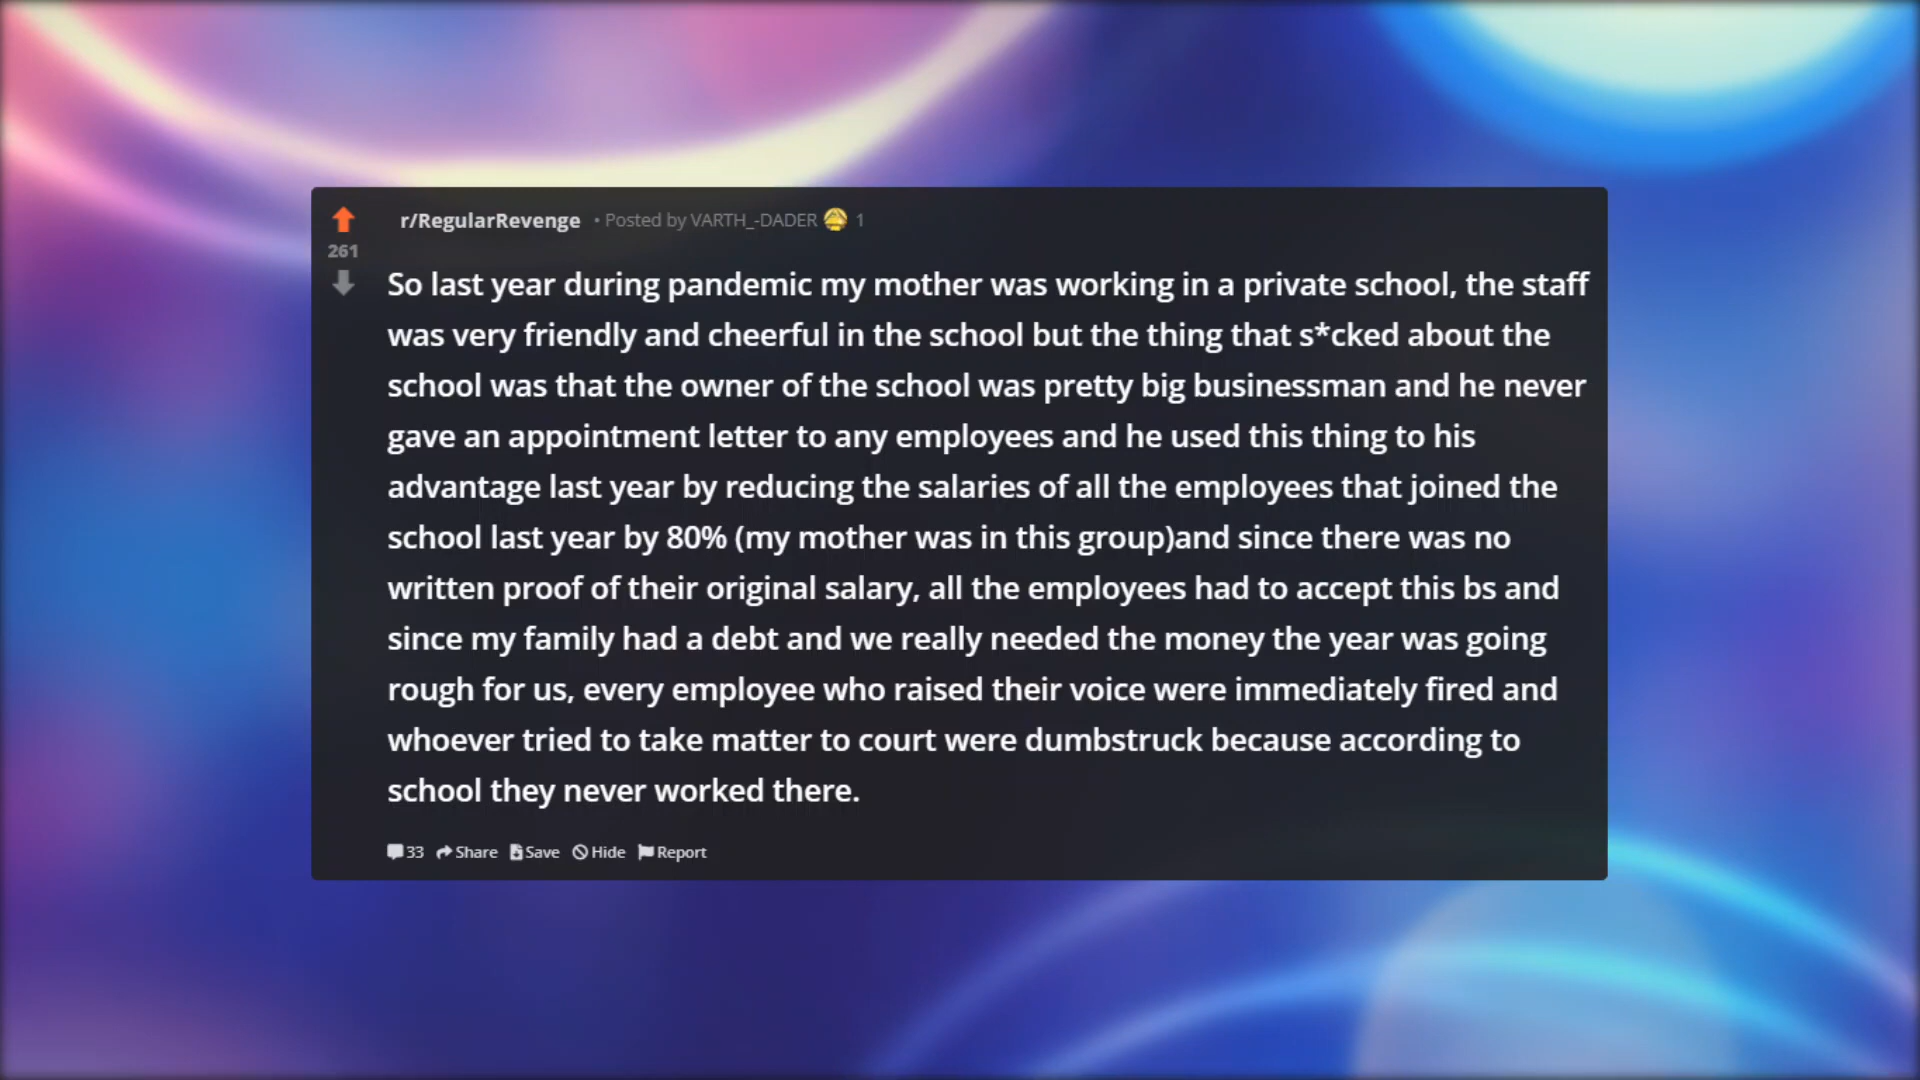 r/RegularRevenge • Posted by VARTH_-DADER 1
261
So last year during pandemic my mother was working in a private school, the staff
was very friendly and cheerful in the school but the thing that s*cked about the
school was that the owner of the school was pretty big businessman and he never
gave an appointment letter to any employees and he used this thing to his
advantage last year by reducing the salaries of all the employees that joined the
school last year by 80% (my mother was in this group)and since there was no
written proof of their original salary, all the employees had to accept this bs and
since my family had a debt and we really needed the money the year was going
rough for us, every employee who raised their voice were immediately fired and
whoever tried to take matter to court were dumbstruck because according to
school they never worked there.
33 Share Save Hide Report